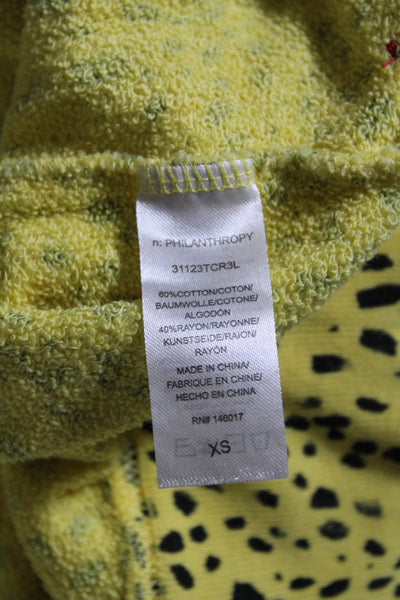 n: PHILANTHROPY
31123TCR3L
60%COTTON/COTON/
BAUMWOLLE/COTONE/
ALGODÓN
40%RAYON/RAYONNE/
KUNSTSEIDE/RAION/
RAYÓN
MADE IN CHINA/
FABRIQUE EN CHINE/
HECHO EN CHINA
RN# 146017
XS